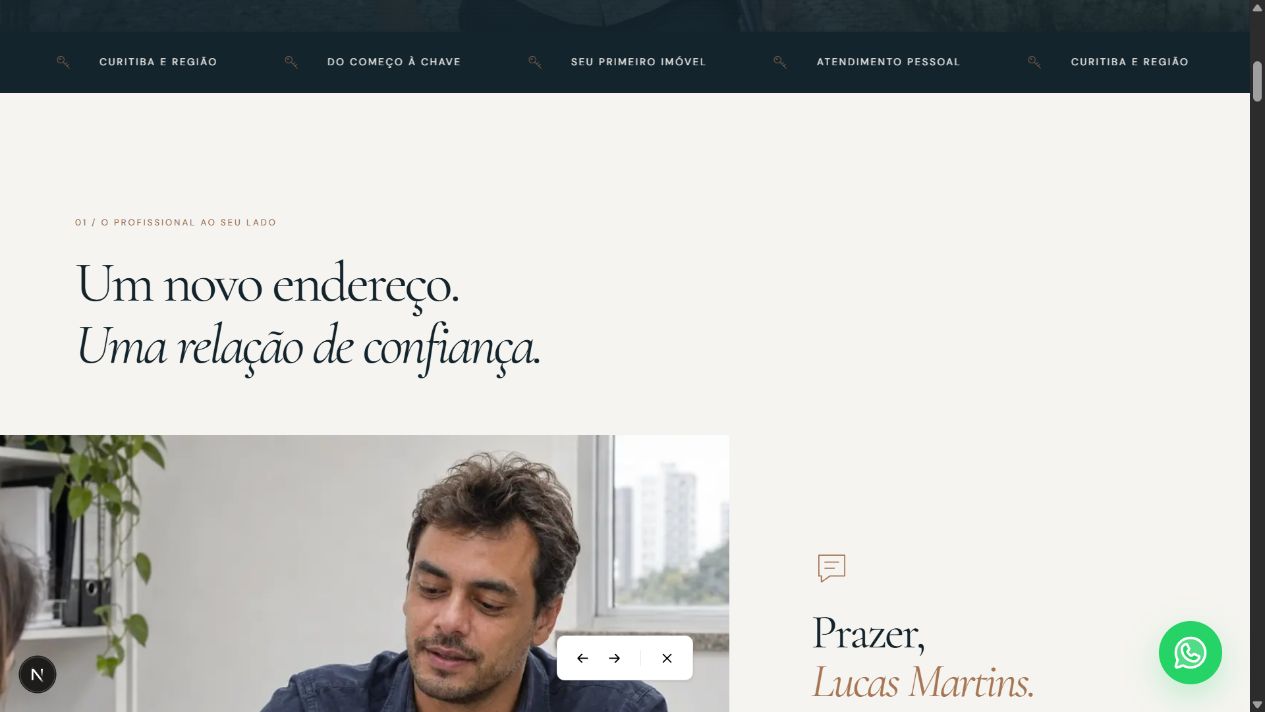 CURITIBA E REGIÃO
DO COMEÇO À CHAVE
SEU PRIMEIRO IMÓVEL
ATENDIMENTO PESSOAL
CURITIBA E REGIÃO
01 / O PROFISSIONAL AO SEU LADO
Um novo endereço.
Uma relação de confiança.
Prazer,
Lucas Martins.
N